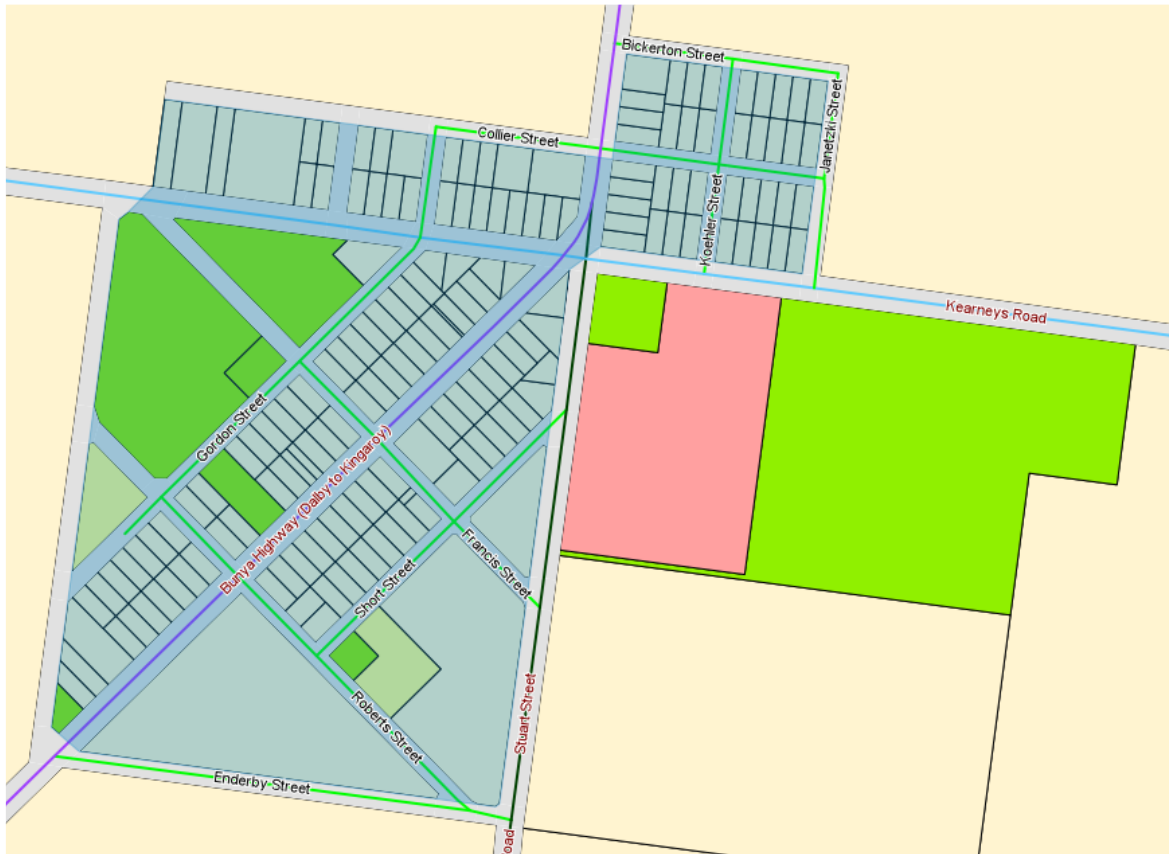 Bickerton Street
Janetzki Street
Collier Street
Koehler Street
Kearneys Road
Gordon Street
Bunya Highway (Dalby to Kingaroy)
Francis Street
Short Street
Roberts Street
Stuart Street
Enderby Street
oad